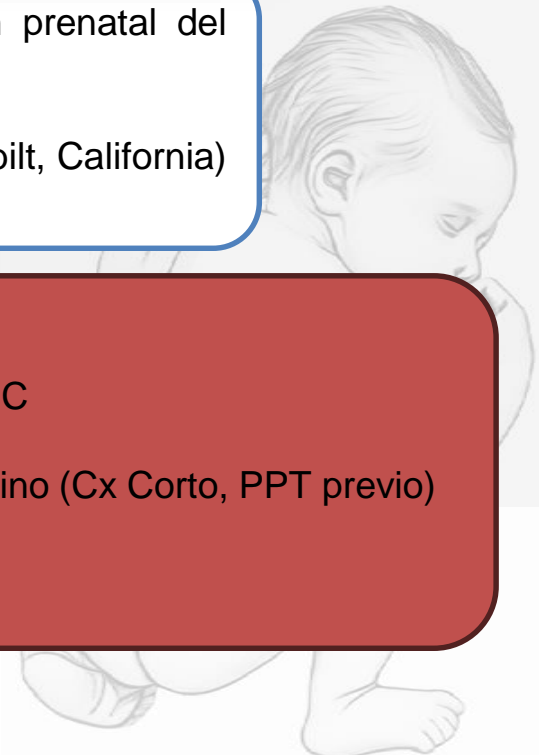 prenatal del
bilt, California)
C
ino (Cx Corto, PPT previo)